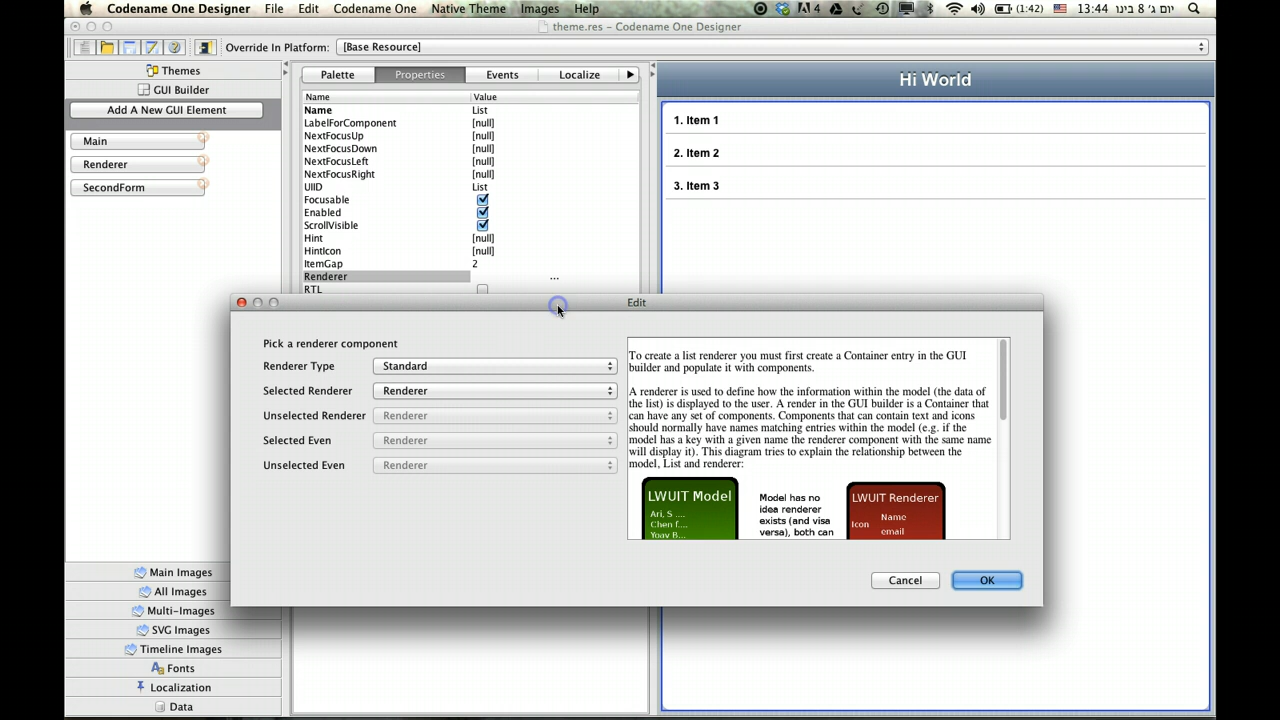 Codename One Designer File Edit Codename One Native Theme Images Help 4 (1:42) 13:44 יום ג׳ 8 בינו
theme.res – Codename One Designer
Override In Platform: [Base Resource]
Themes
GUI Builder
Add A New GUI Element
Main
Renderer
SecondForm
Main Images
All Images
Multi-Images
SVG Images
Timeline Images
Fonts
Localization
Data
Palette Properties Events Localize
Name Value
Name List
LabelForComponent [null]
NextFocusUp [null]
NextFocusDown [null]
NextFocusLeft [null]
NextFocusRight [null]
UIID List
Focusable
Enabled
ScrollVisible
Hint [null]
HintIcon [null]
ItemGap 2
Renderer ...
RTL
Hi World
1. Item 1
2. Item 2
3. Item 3
Edit
Pick a renderer component
Renderer Type Standard
Selected Renderer Renderer
Unselected Renderer Renderer
Selected Even Renderer
Unselected Even Renderer
To create a list renderer you must first create a Container entry in the GUI
builder and populate it with components.
A renderer is used to define how the information within the model (the data of
the list) is displayed to the user. A render in the GUI builder is a Container that
can have any set of components. Components that can contain text and icons
should normally have names matching entries within the model (e.g. if the
model has a key with a given name the renderer component with the same name
will display it). This diagram tries to explain the relationship between the
model, List and renderer:
LWUIT Model
Ari, S ....
Chen f....
Yoav B...
Model has no
idea renderer
exists (and visa
versa), both can
LWUIT Renderer
Name
Icon
email
Cancel OK